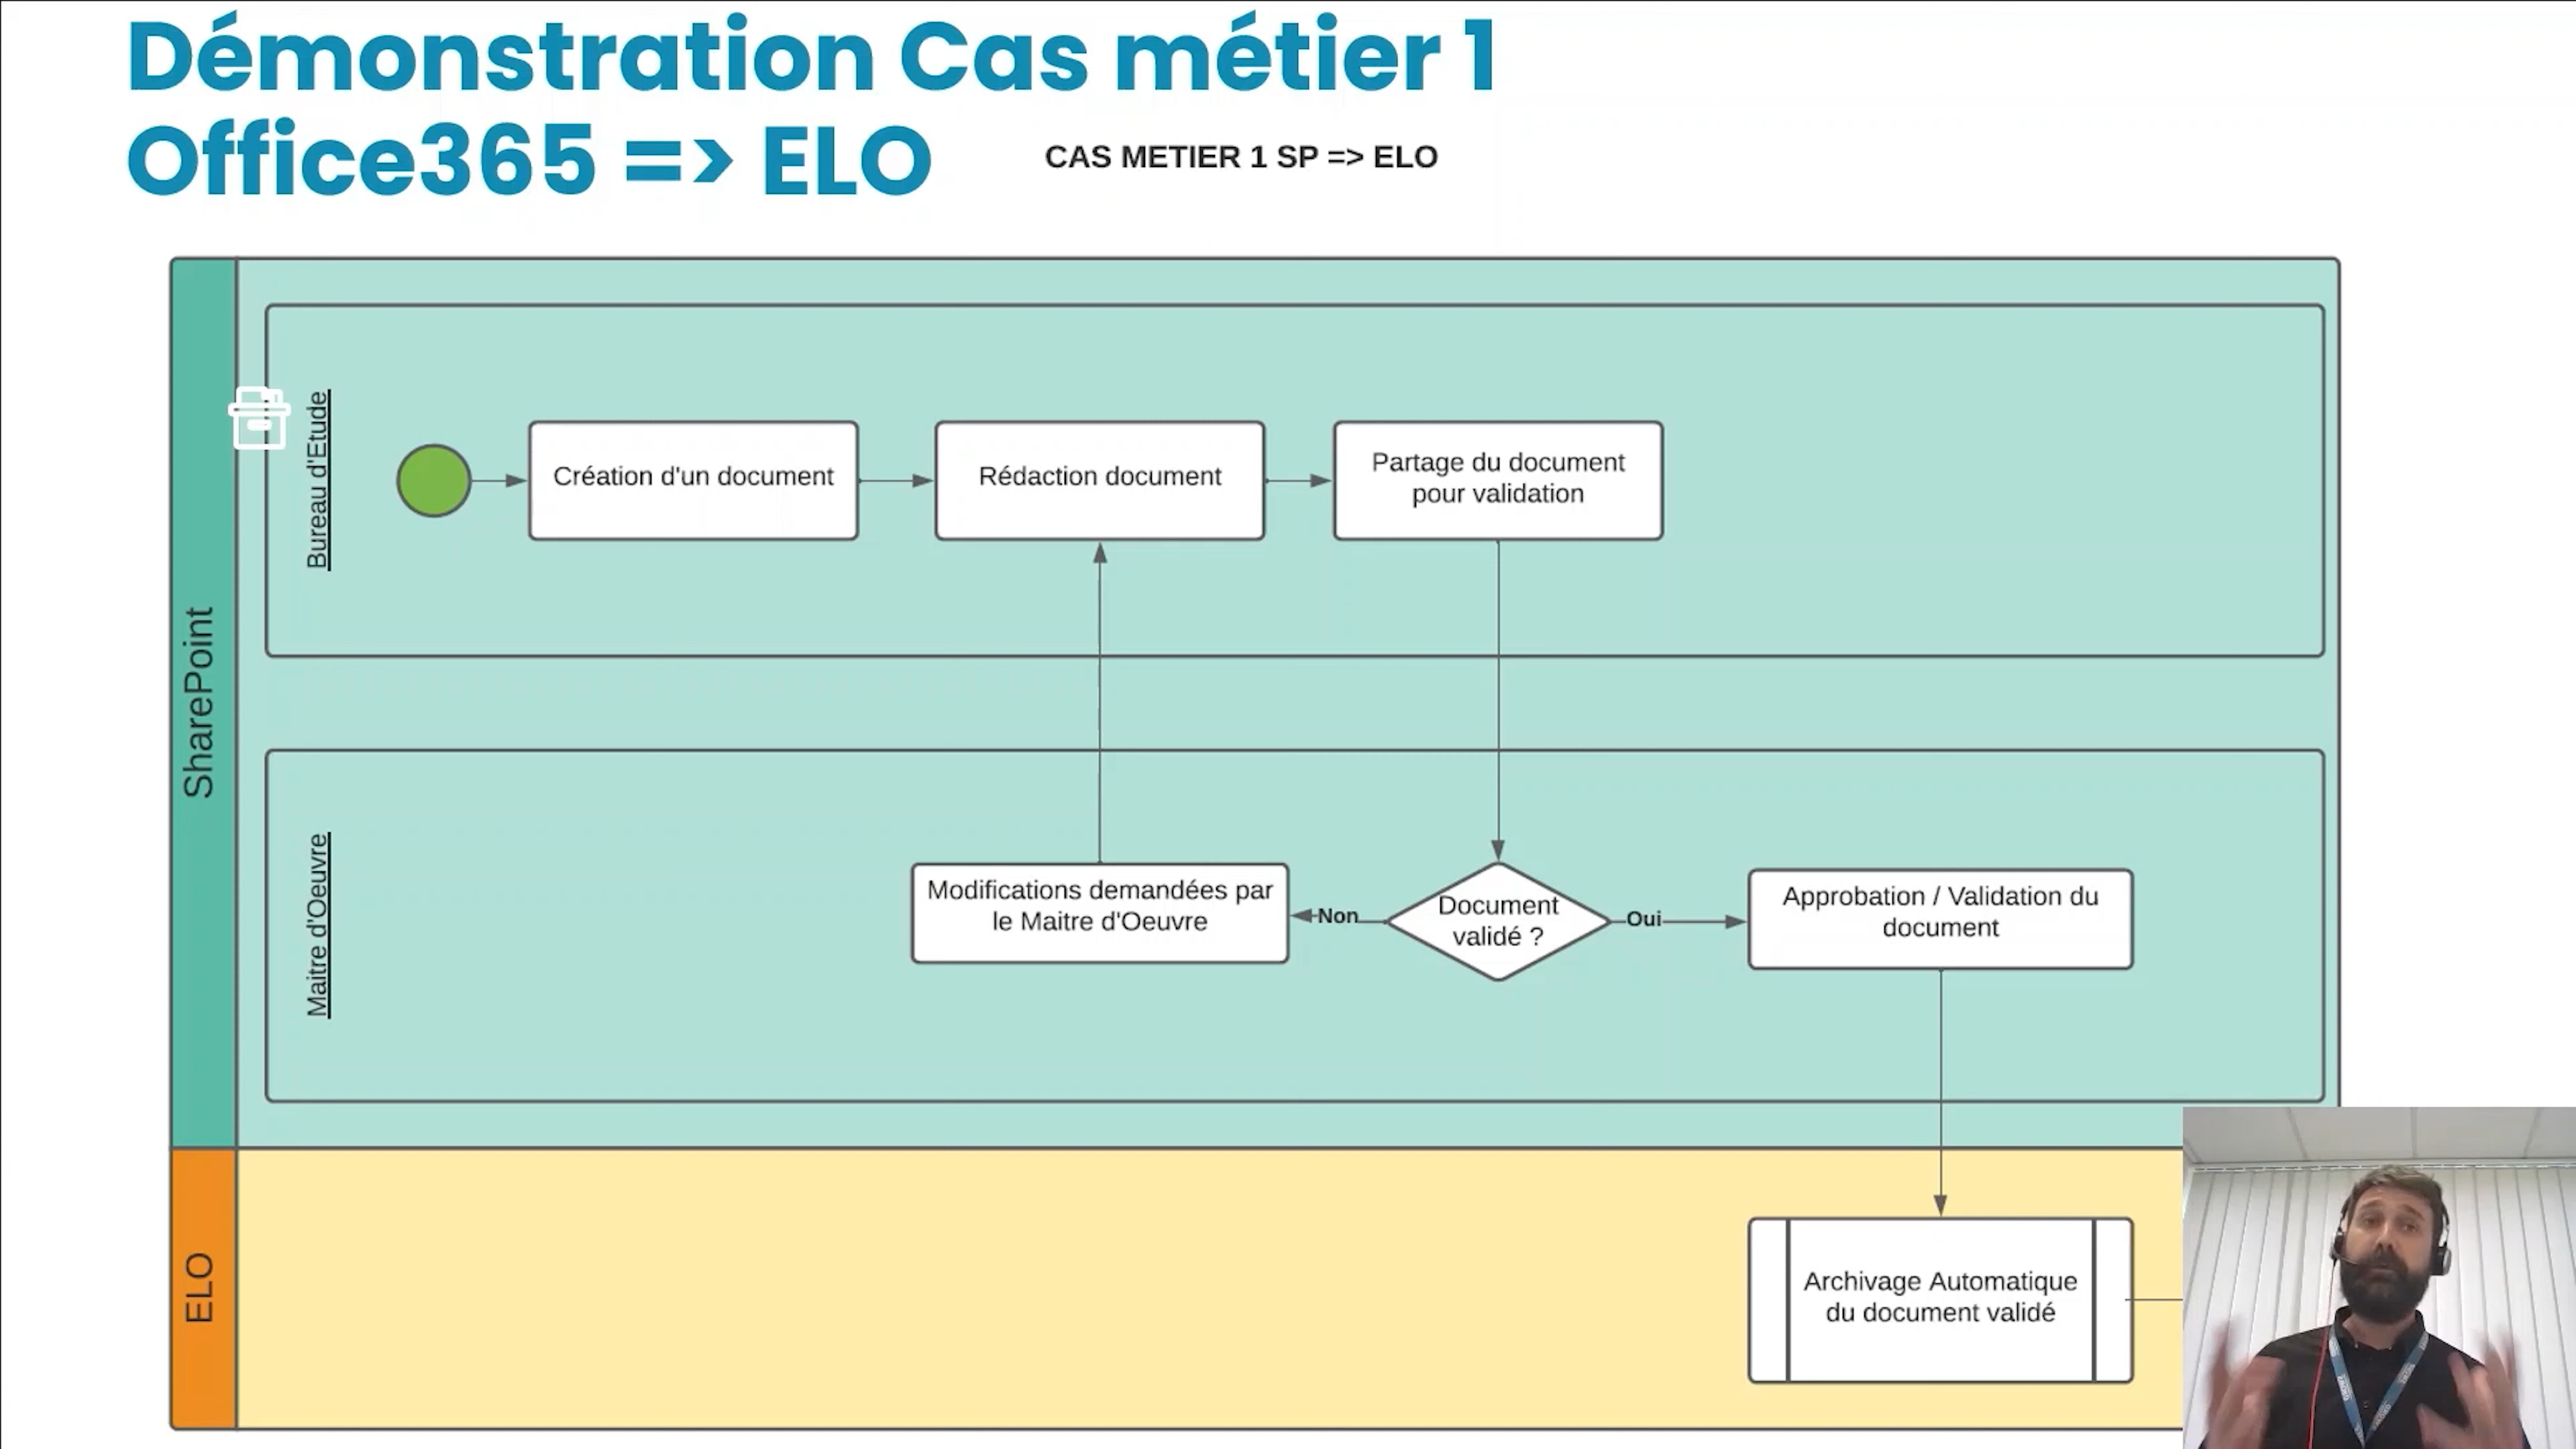 Démonstration Cas métier 1
Office365 => ELO
CAS METIER 1 SP => ELO
SharePoint
Bureau d'Etude
Création d'un document
Rédaction document
Partage du document
pour validation
Maitre d'Oeuvre
Modifications demandées par
le Maitre d'Oeuvre
Non
Document
validé ?
Oui
Approbation / Validation du
document
ELO
Archivage Automatique
du document validé